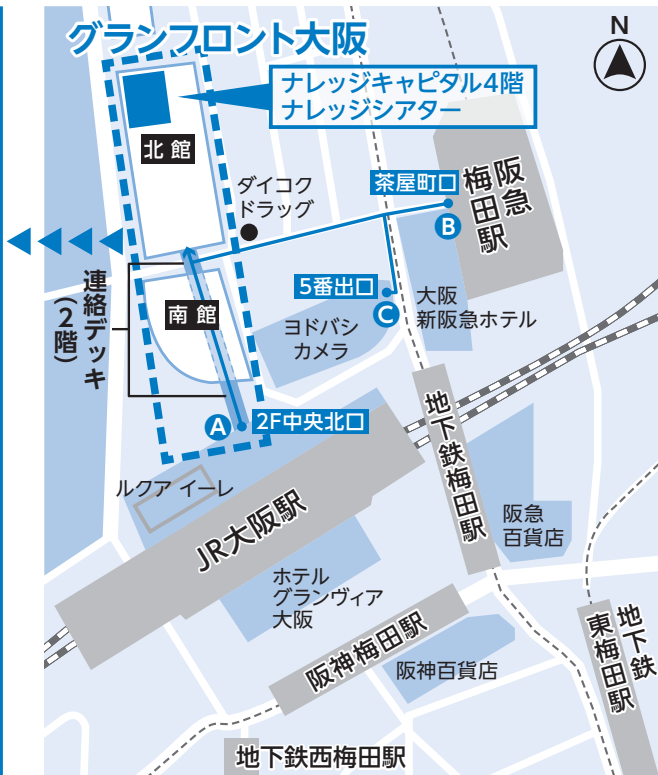 グランフロント大阪
N
ナレッジキャピタル4階
ナレッジシアター
北館
ダイコク
ドラッグ
茶屋町口
B
阪急
梅田駅
連絡デッキ
(2階)
南館
5番出口
C
大阪
新阪急ホテル
ヨドバシ
カメラ
A
2F中央北口
地下鉄梅田駅
ルクア イーレ
JR大阪駅
阪急
百貨店
ホテル
グランヴィア
大阪
阪神梅田駅
阪神百貨店
地下鉄
東梅田駅
地下鉄西梅田駅